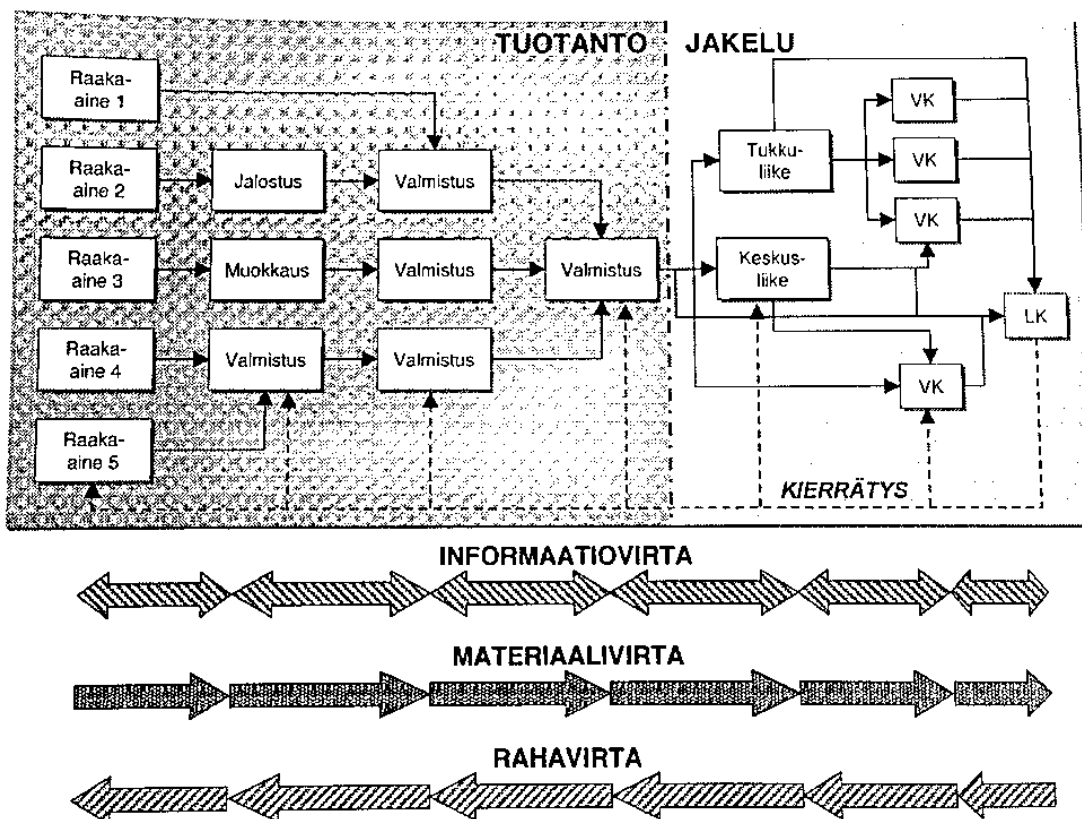 TUOTANTO
JAKELU
Raaka-
aine 1
VK
Tukku-
liike
VK
Raaka-
aine 2
Jalostus
Valmistus
VK
Raaka-
aine 3
Muokkaus
Valmistus
Valmistus
Keskus-
liike
LK
Raaka-
aine 4
Valmistus
Valmistus
VK
Raaka-
aine 5
KIERRÄTYS
INFORMAATIOVIRTA
MATERIAALIVIRTA
RAHAVIRTA